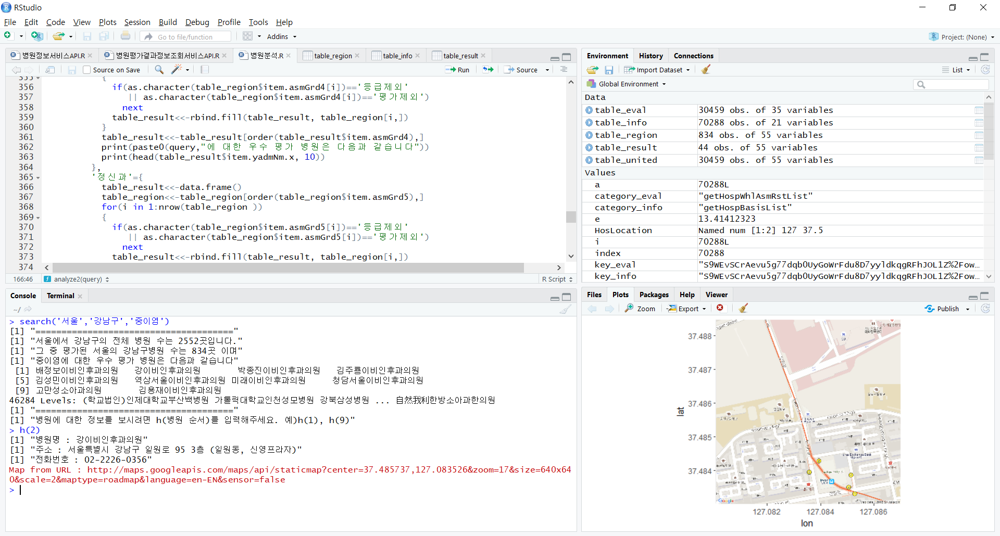 RStudio
File Edit Code View Plots Session Build Debug Profile Tools Help
Go to file/function
Addins
Project: (None)
병원정보서비스API.R
병원평가결과정보조회서비스API.R
병원분석.R
table_region
table_info
table_result
Source on Save
Run
Source
355 {
356 if(as.character(table_region$item.asmGrd4[i])=='등급제외'
357 || as.character(table_region$item.asmGrd4[i])=='평가제외')
358 next
359 table_result<<-rbind.fill(table_result, table_region[i,])
360 }
361 table_result<<-table_result[order(table_result$item.asmGrd4),]
362 print(paste0(query,"에 대한 우수 평가 병원은 다음과 같습니다"))
363 print(head(table_result$item.yadmNm.x, 10))
364 },
365 '정신과'={
366 table_result<<-data.frame()
367 table_region<<-table_region[order(table_region$item.asmGrd5),]
368 for(i in 1:nrow(table_region ))
369 {
370 if(as.character(table_region$item.asmGrd5[i])=='등급제외'
371 || as.character(table_region$item.asmGrd5[i])=='평가제외')
372 next
373 table_result<<-rbind.fill(table_result, table_region[i,])
374
166:46 analyze2(query) R Script
Console Terminal
~/
> search('서울','강남구','중이염')
[1] "======================================"
[1] "서울에서 강남구의 전체 병원 수는 2552곳입니다."
[1] "그 중 평가된 서울의 강남구병원 수는 834곳 이며"
[1] "중이염에 대한 우수 평가 병원은 다음과 같습니다"
[1] 배정보이비인후과의원 강이비인후과의원 박종진이비인후과의원 김주룡이비인후과의원
[5] 김성민이비인후과의원 역삼서울이비인후과의원 미래이비인후과의원 청담서울이비인후과의원
[9] 고만성소아과의원 김용재이비인후과의원
46284 Levels: (학교법인)인제대학교부산백병원 가톨릭대학교인천성모병원 강북삼성병원 ... 自然我利한방소아과한의원
[1] "======================================"
[1] "병원에 대한 정보를 보시려면 h(병원 순서)를 입력해주세요. 예)h(1), h(9)"
> h(2)
[1] "병원명 : 강이비인후과의원"
[1] "주소 : 서울특별시 강남구 일원로 95 3층 (일원동, 신영프라자)"
[1] "전화번호 : 02-2226-0356"
Map from URL : http://maps.googleapis.com/maps/api/staticmap?center=37.485737,127.083526&zoom=17&size=640x64
0&scale=2&maptype=roadmap&language=en-EN&sensor=false
>
Environment History Connections
Import Dataset
List
Global Environment
Data
table_eval 30459 obs. of 35 variables
table_info 70288 obs. of 21 variables
table_region 834 obs. of 55 variables
table_result 44 obs. of 55 variables
table_united 30459 obs. of 55 variables
Values
a 70288L
category_eval "getHospWhlAsmRstList"
category_info "getHospBasisList"
e 13.41412323
HosLocation Named num [1:2] 127 37.5
i 70288L
index 70288
key_eval "S9WEvSCrAevu5g77dqb0UyGoWrFdu8D7yyldkqgRFhJOL1Z%2Fow...
key_info "S9WEvSCrAevu5g77dqb0UyGoWrFdu8D7yyldkqgRFhJOL1Z%2Fow...
Files Plots Packages Help Viewer
Zoom
Export
Publish
37.488
37.487
37.486
37.485
37.484
lat
127.082
127.084
127.086
lon
Google